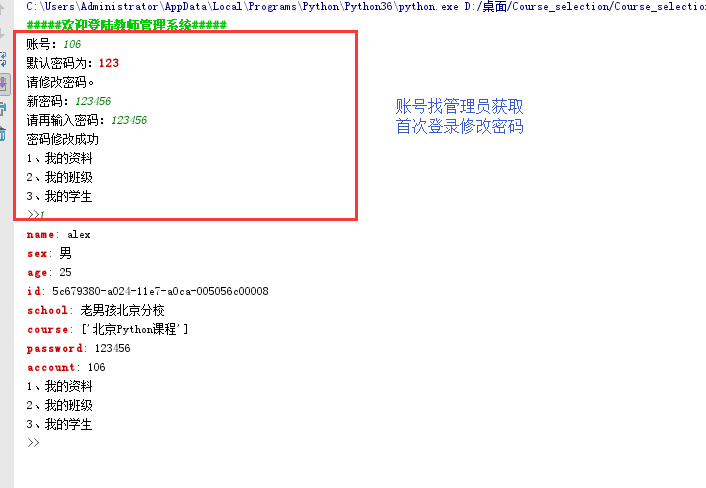 C:\Users\Administrator\AppData\Local\Programs\Python\Python36\python.exe D:/桌面/Course_selection/Course_selectio
#####欢迎登陆教师管理系统#####
账号：106
默认密码为：123
请修改密码。
新密码：123456
请再输入密码：123456
密码修改成功
1、我的资料
2、我的班级
3、我的学生
>>1
账号找管理员获取
首次登录修改密码
name: alex
sex: 男
age: 25
id: 5c679380-a024-11e7-a0ca-005056c00008
school: 老男孩北京分校
course: ['北京Python课程']
password: 123456
account: 106
1、我的资料
2、我的班级
3、我的学生
>>